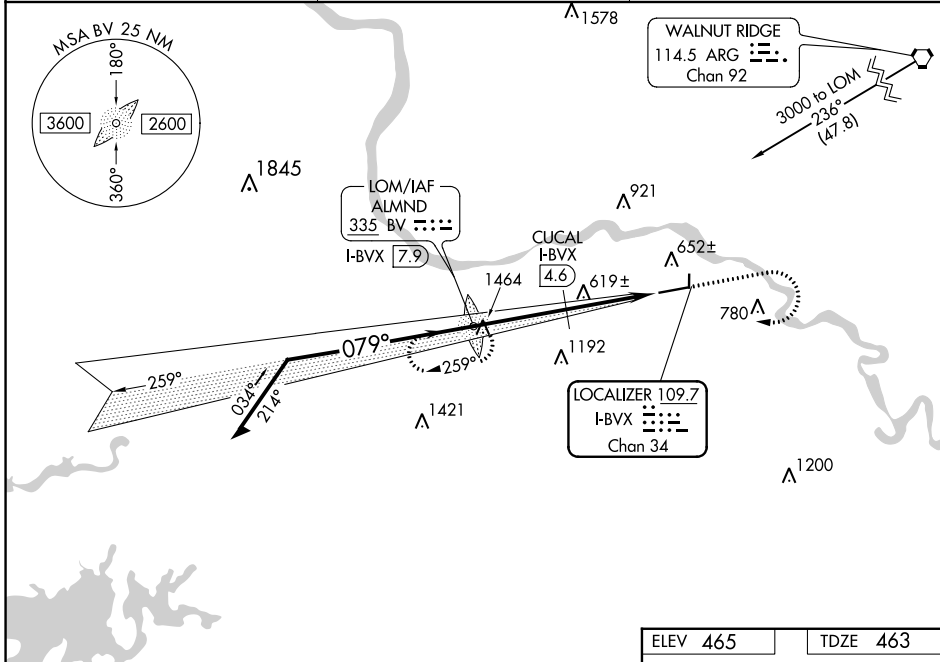 MSA BV 25 NM
180°
3600
2600
360°
1578
WALNUT RIDGE
114.5 ARG
Chan 92
3000 to LOM
236°
(47.8)
1845
LOM/IAF
ALMND
335 BV
I-BVX 7.9
921
CUCAL
I-BVX
4.6
1464
652±
619±
780
079°
259°
259°
034°
214°
1192
1421
LOCALIZER 109.7
I-BVX
Chan 34
1200
ELEV 465
TDZE 463